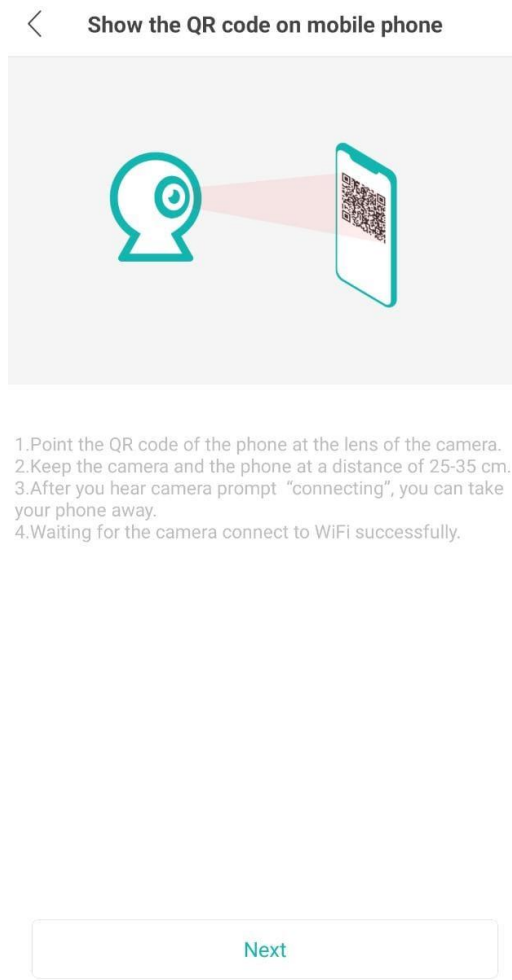 Show the QR code on mobile phone
1.Point the QR code of the phone at the lens of the camera.
2.Keep the camera and the phone at a distance of 25-35 cm.
3.After you hear camera prompt “connecting”, you can take
your phone away.
4.Waiting for the camera connect to WiFi successfully.
Next